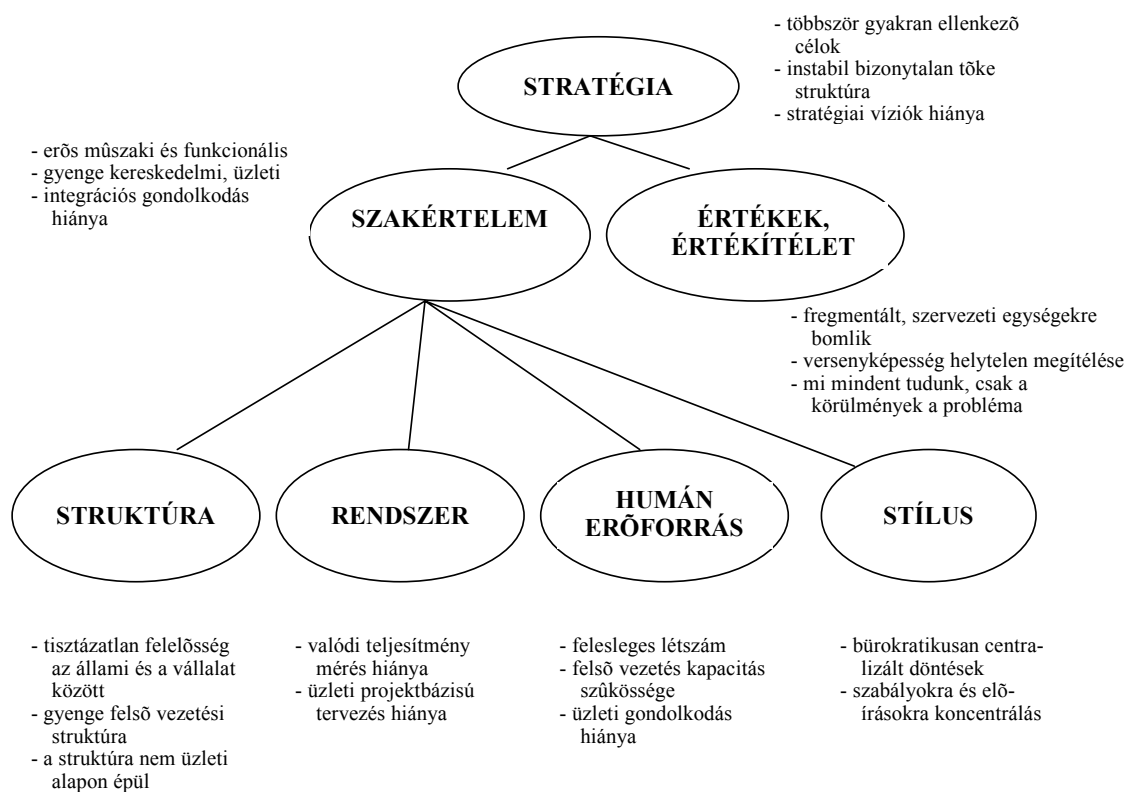 - többször gyakran ellenkezõ
célok
- instabil bizonytalan tõke
struktúra
- stratégiai víziók hiánya
STRATÉGIA
- erõs mûszaki és funkcionális
- gyenge kereskedelmi, üzleti
- integrációs gondolkodás
hiánya
SZAKÉRTELEM
ÉRTÉKEK,
ÉRTÉKÍTÉLET
- fregmentált, szervezeti egységekre
bomlik
- versenyképesség helytelen megítélése
- mi mindent tudunk, csak a
körülmények a probléma
STRUKTÚRA
RENDSZER
HUMÁN
ERÕFORRÁS
STÍLUS
- tisztázatlan felelõsség
az állami és a vállalat
között
- gyenge felsõ vezetési
struktúra
- a struktúra nem üzleti
alapon épül
- valódi teljesítmény
mérés hiánya
- üzleti projektbázisú
tervezés hiánya
- felesleges létszám
- felsõ vezetés kapacitás
szûkössége
- üzleti gondolkodás
hiánya
- bürokratikusan centra-
lizált döntések
- szabályokra és elõ-
írásokra koncentrálás